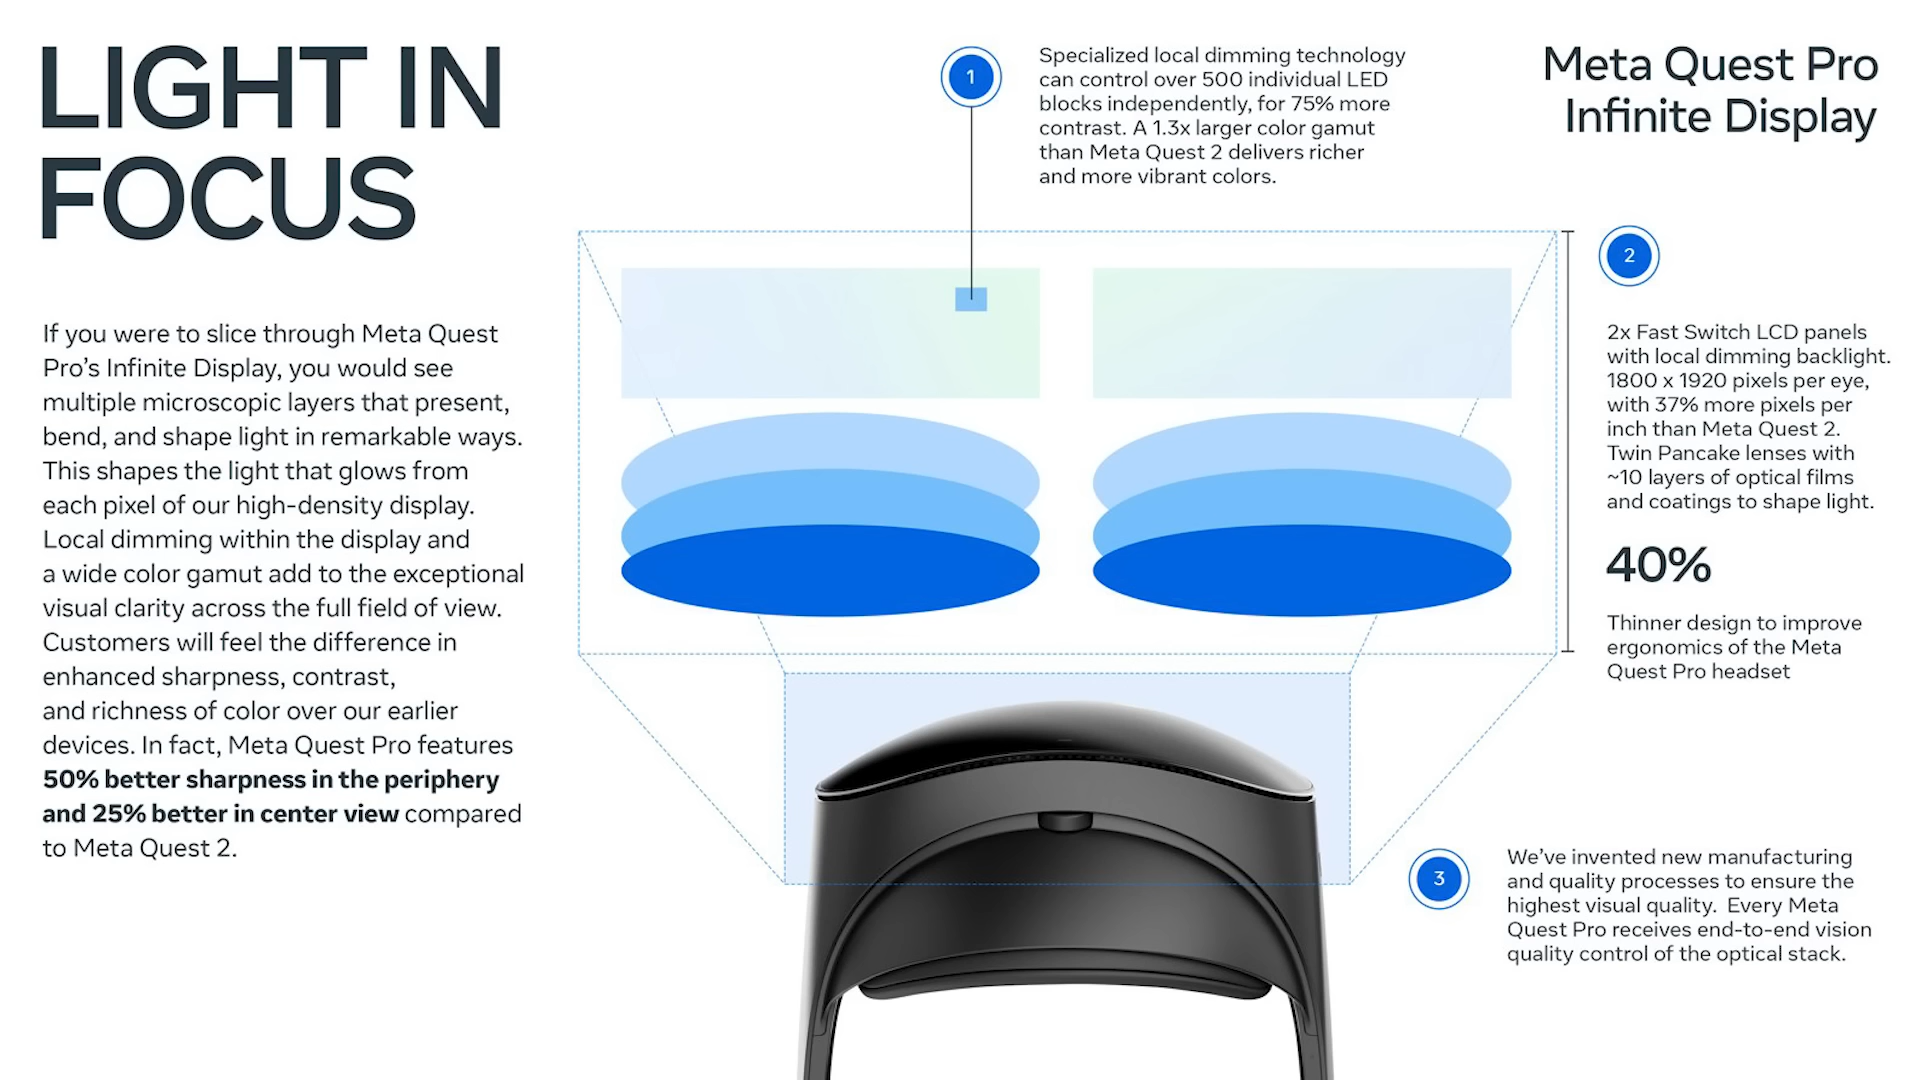 LIGHT IN
FOCUS
If you were to slice through Meta Quest
Pro’s Infinite Display, you would see
multiple microscopic layers that present,
bend, and shape light in remarkable ways.
This shapes the light that glows from
each pixel of our high-density display.
Local dimming within the display and
a wide color gamut add to the exceptional
visual clarity across the full field of view.
Customers will feel the difference in
enhanced sharpness, contrast,
and richness of color over our earlier
devices. In fact, Meta Quest Pro features
50% better sharpness in the periphery
and 25% better in center view compared
to Meta Quest 2.
1
Specialized local dimming technology
can control over 500 individual LED
blocks independently, for 75% more
contrast. A 1.3x larger color gamut
than Meta Quest 2 delivers richer
and more vibrant colors.
Meta Quest Pro
Infinite Display
2
2x Fast Switch LCD panels
with local dimming backlight.
1800 x 1920 pixels per eye,
with 37% more pixels per
inch than Meta Quest 2.
Twin Pancake lenses with
~10 layers of optical films
and coatings to shape light.
40%
Thinner design to improve
ergonomics of the Meta
Quest Pro headset
3
We’ve invented new manufacturing
and quality processes to ensure the
highest visual quality.  Every Meta
Quest Pro receives end-to-end vision
quality control of the optical stack.